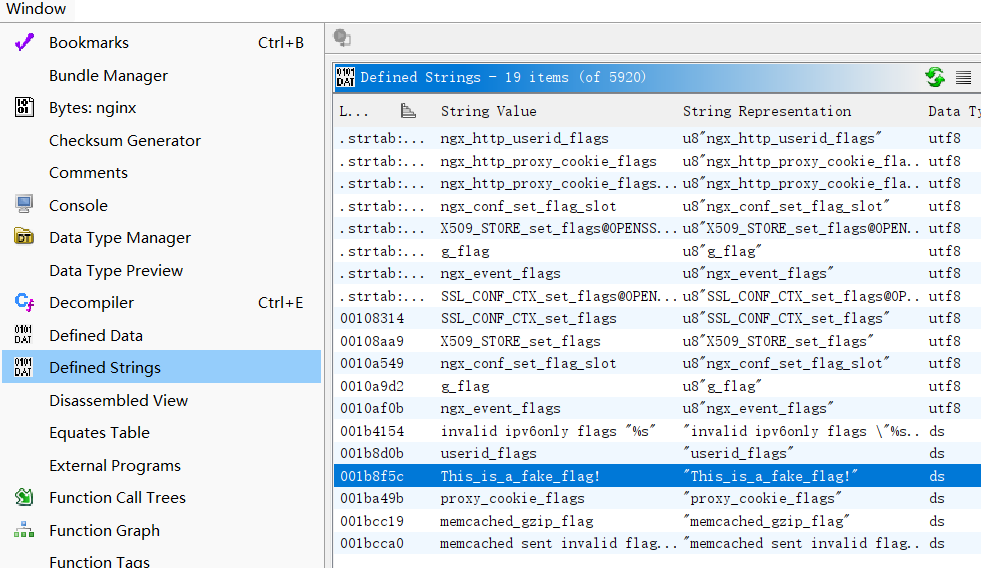 Window
Bookmarks Ctrl+B
Bundle Manager
Bytes: nginx
Checksum Generator
Comments
Console
Data Type Manager
Data Type Preview
Decompiler Ctrl+E
Defined Data
Defined Strings
Disassembled View
Equates Table
External Programs
Function Call Trees
Function Graph
Function Tags
Defined Strings - 19 items (of 5920)
L... String Value String Representation Data Ty
.strtab:... ngx_http_userid_flags u8"ngx_http_userid_flags" utf8
.strtab:... ngx_http_proxy_cookie_flags u8"ngx_http_proxy_cookie_fla.. utf8
.strtab:... ngx_http_proxy_cookie_flags... u8"ngx_http_proxy_cookie_fla.. utf8
.strtab:... ngx_conf_set_flag_slot u8"ngx_conf_set_flag_slot" utf8
.strtab:... X509_STORE_set_flags@OPENSS... u8"X509_STORE_set_flags@OPEN.. utf8
.strtab:... g_flag u8"g_flag" utf8
.strtab:... ngx_event_flags u8"ngx_event_flags" utf8
.strtab:... SSL_CONF_CTX_set_flags@OPEN... u8"SSL_CONF_CTX_set_flags@OP.. utf8
00108314 SSL_CONF_CTX_set_flags u8"SSL_CONF_CTX_set_flags" utf8
00108aa9 X509_STORE_set_flags u8"X509_STORE_set_flags" utf8
0010a549 ngx_conf_set_flag_slot u8"ngx_conf_set_flag_slot" utf8
0010a9d2 g_flag u8"g_flag" utf8
0010af0b ngx_event_flags u8"ngx_event_flags" utf8
001b4154 invalid ipv6only flags "%s" "invalid ipv6only flags \"%s.. ds
001b8d0b userid_flags "userid_flags" ds
001b8f5c This_is_a_fake_flag! "This_is_a_fake_flag!" ds
001ba49b proxy_cookie_flags "proxy_cookie_flags" ds
001bcc19 memcached_gzip_flag "memcached_gzip_flag" ds
001bcca0 memcached sent invalid flag... "memcached sent invalid flag.. ds